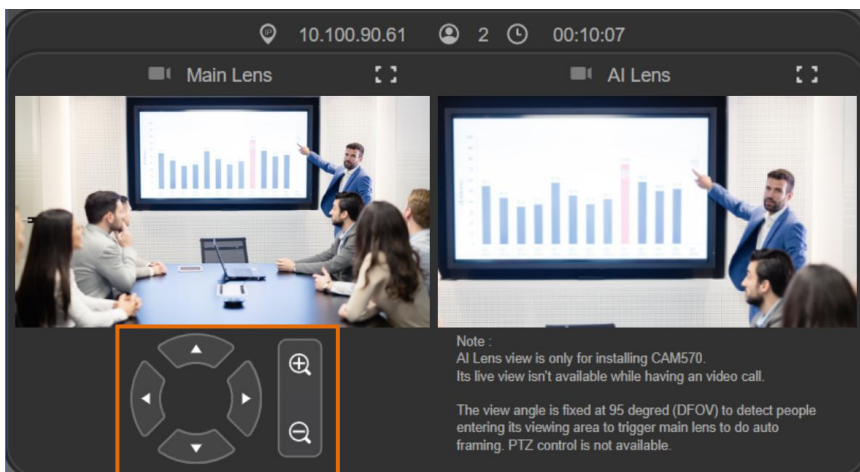 IP 10.100.90.61 2 00:10:07
Main Lens
AI Lens
Note :
AI Lens view is only for installing CAM570.
Its live view isn't available while having an video call.
The view angle is fixed at 95 degred (DFOV) to detect people
entering its viewing area to trigger main lens to do auto
framing. PTZ control is not available.